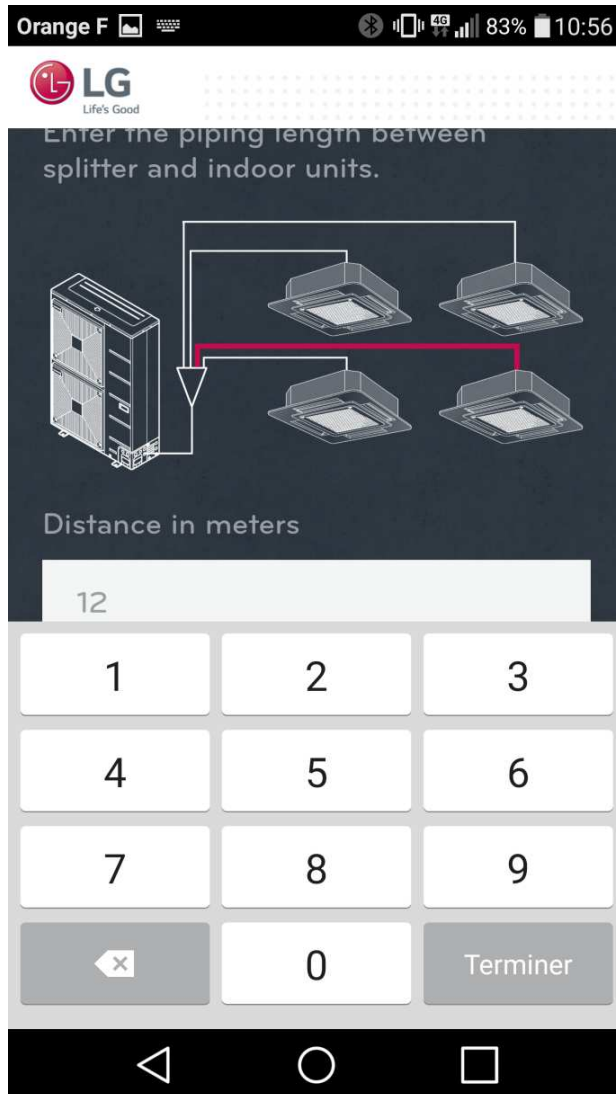 Orange F 4G 83% 10:56
LG
Life's Good
Enter the piping length between
splitter and indoor units.
Distance in meters
12
1 2 3
4 5 6
7 8 9
0 Terminer